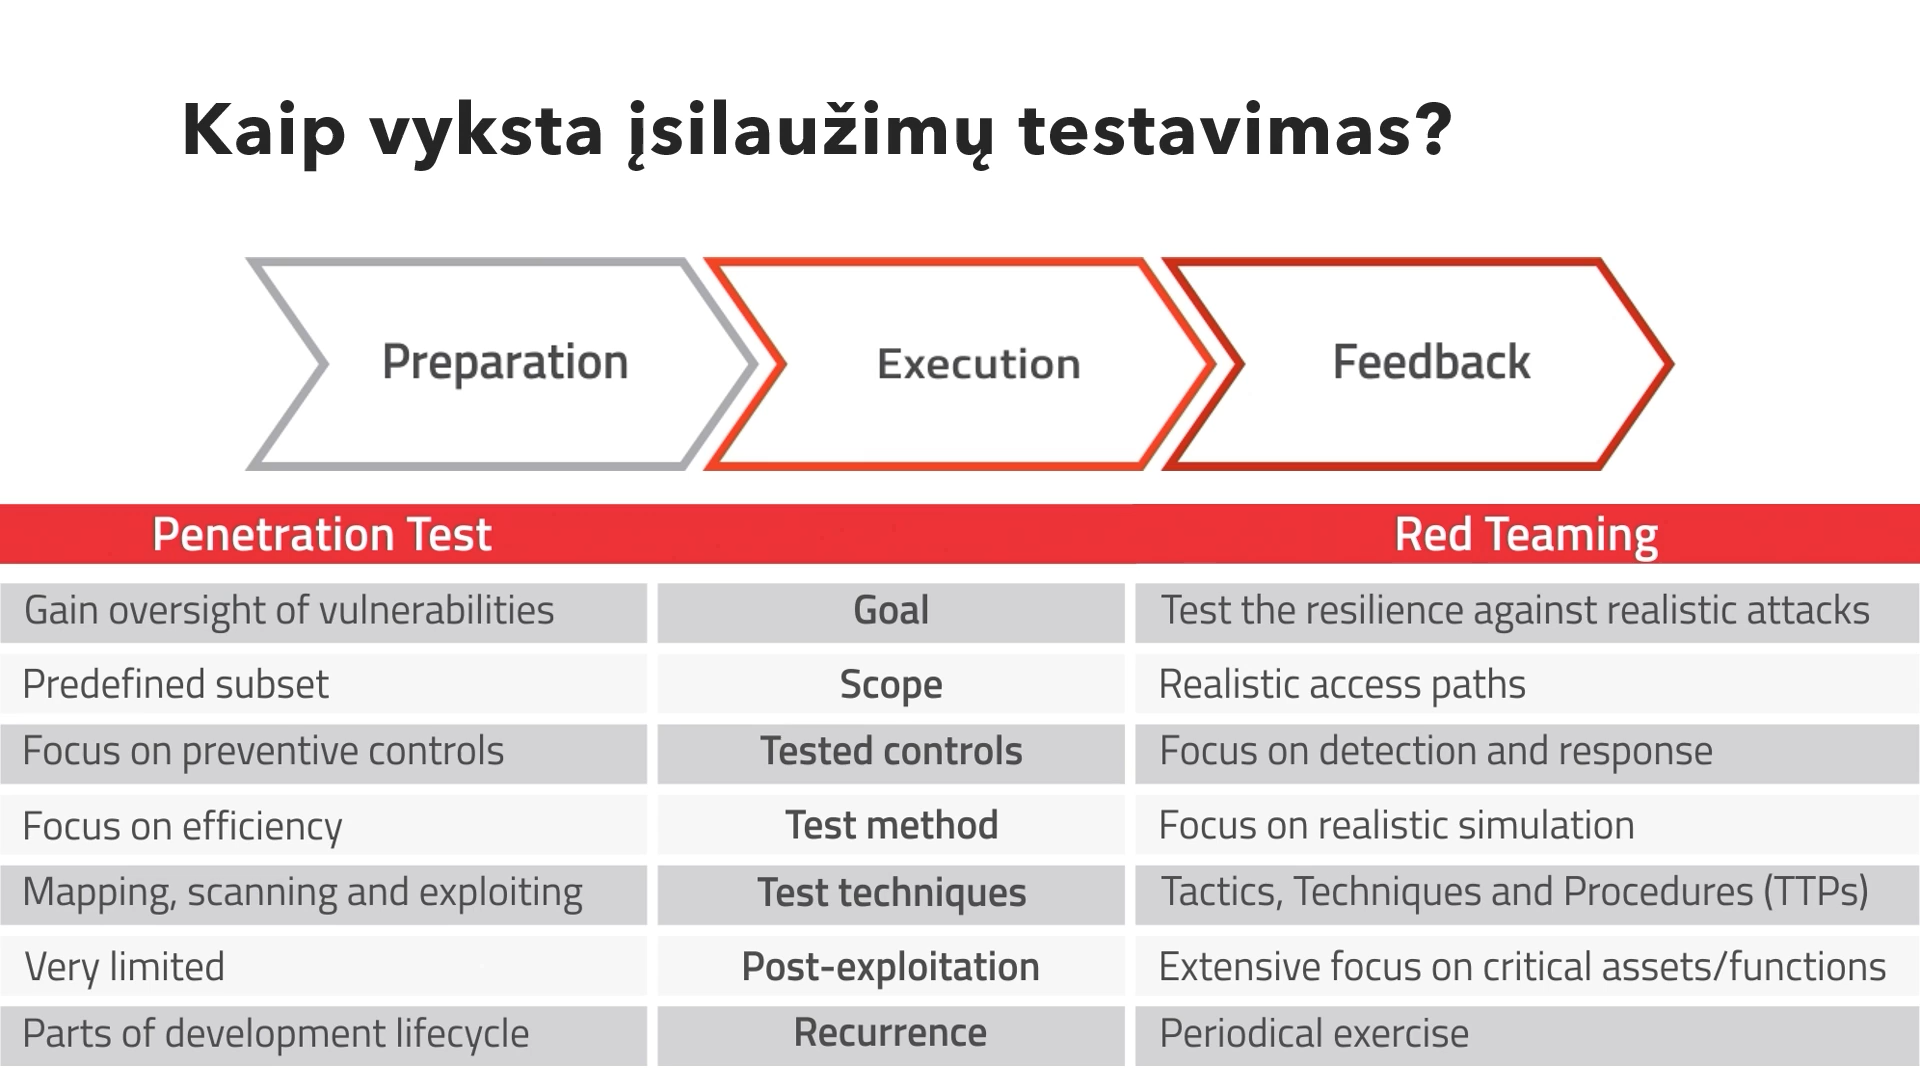 Kaip vyksta įsilaužimų testavimas?
Preparation
Execution
Feedback
Penetration Test
Red Teaming
Gain oversight of vulnerabilities
Goal
Test the resilience against realistic attacks
Predefined subset
Scope
Realistic access paths
Focus on preventive controls
Tested controls
Focus on detection and response
Focus on efficiency
Test method
Focus on realistic simulation
Mapping, scanning and exploiting
Test techniques
Tactics, Techniques and Procedures (TTPs)
Very limited
Post-exploitation
Extensive focus on critical assets/functions
Parts of development lifecycle
Recurrence
Periodical exercise